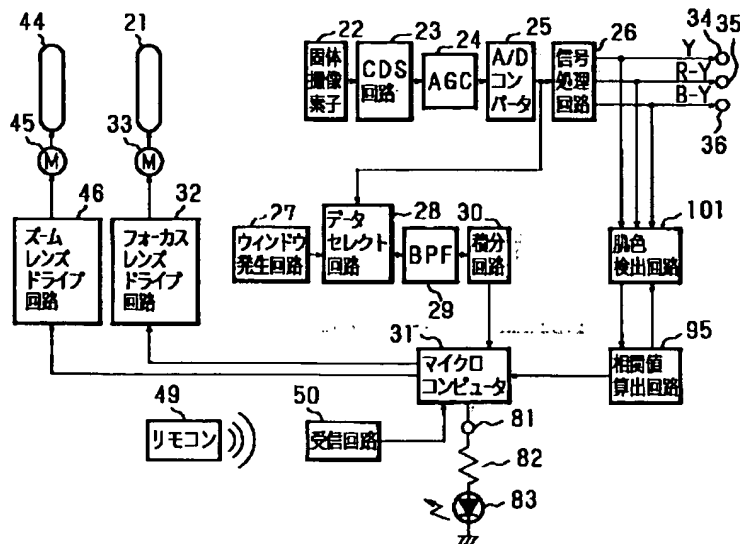 44
21
22
固体
撮像
素子
23
CDS
回路
24
AGC
25
A/D
コン
バータ
26
信号
処理
回路
Y
R-Y
B-Y
34
35
36
45
M
33
M
46
ズーム
レンズ
ドライブ
回路
32
フォーカス
レンズ
ドライブ
回路
27
ウィンドウ
発生回路
データ
セレクト
回路
28
BPF
29
30
積分
回路
101
肌色
検出回路
31
マイクロ
コンピュータ
95
相関値
算出回路
49
リモコン
50
受信回路
81
82
83